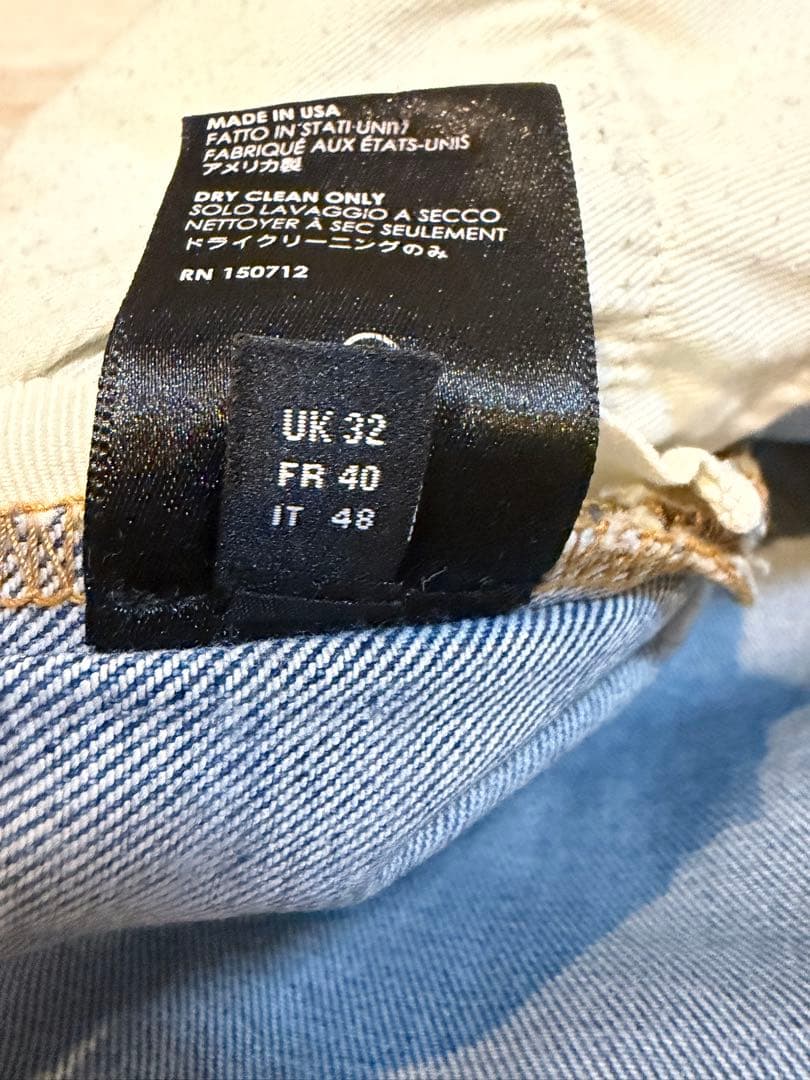 MADE IN USA
FATTO IN STATI UNITI
FABRIQUÉ AUX ÉTATS-UNIS
アメリカ製
DRY CLEAN ONLY
SOLO LAVAGGIO A SECCO
NETTOYER À SEC SEULEMENT
ドライクリーニングのみ
RN 150712
UK 32
FR 40
IT 48